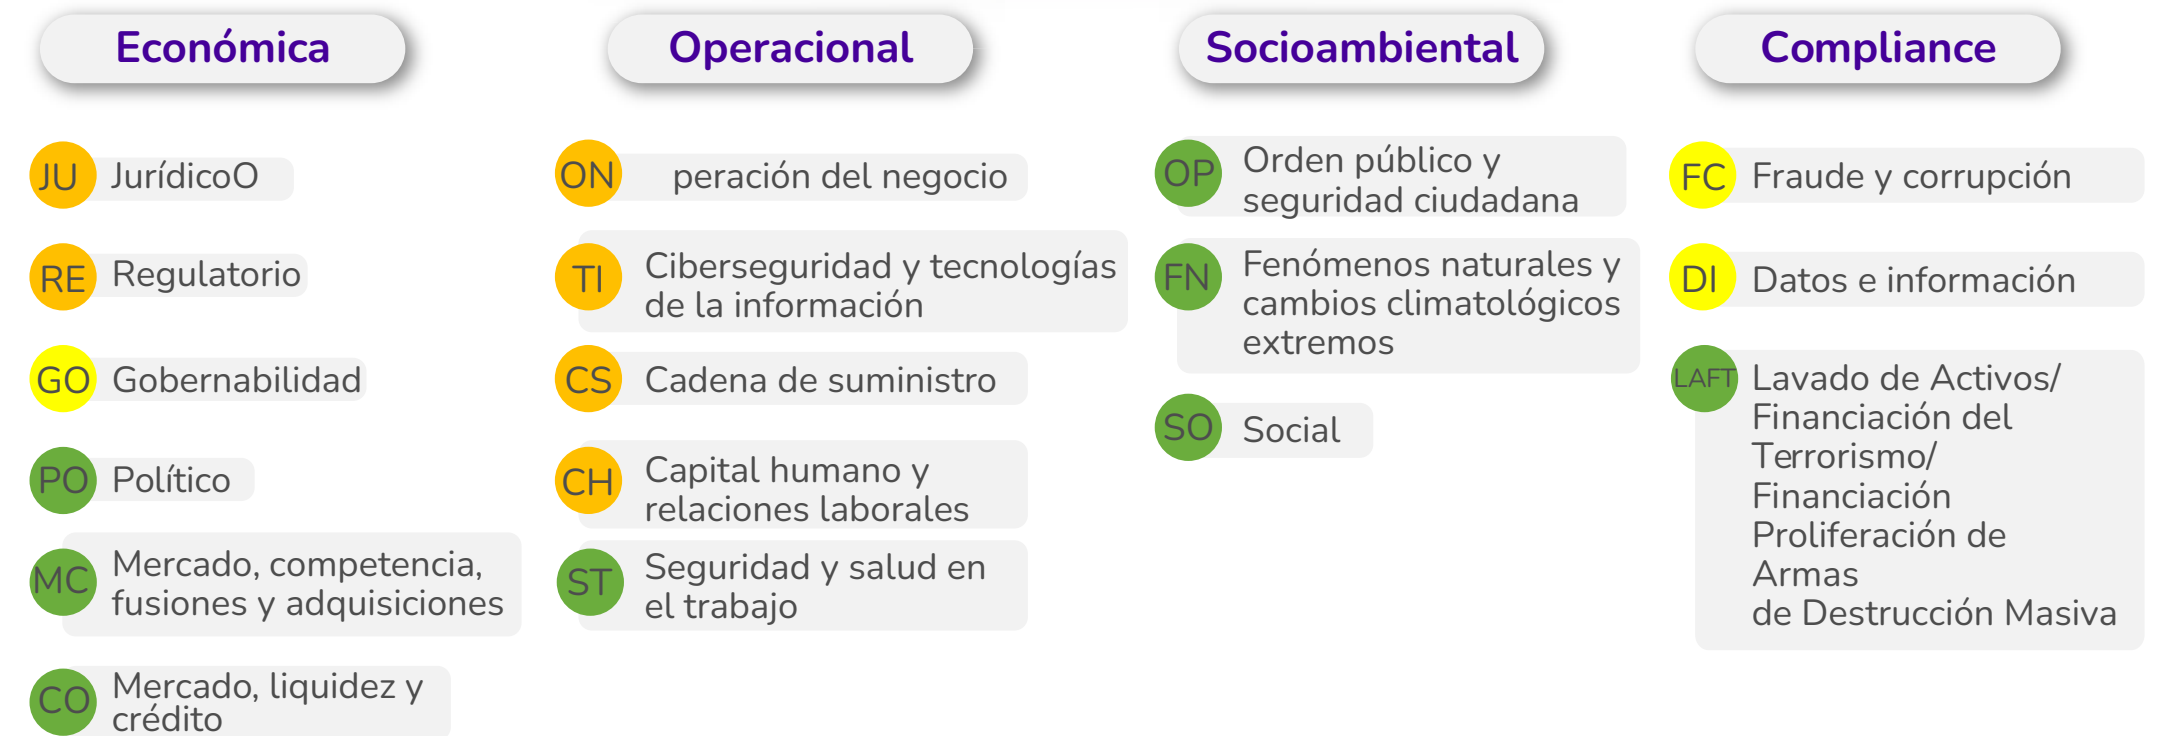 Económica
JU
JurídicoO
RE
Regulatorio
GO
Gobernabilidad
PO
Político
MC
Mercado, competencia,
fusiones y adquisiciones
CO
Mercado, liquidez y
crédito
Operacional
ON
peración del negocio
TI
Ciberseguridad y tecnologías
de la información
CS
Cadena de suministro
CH
Capital humano y
relaciones laborales
ST
Seguridad y salud en
el trabajo
Socioambiental
OP
Orden público y
seguridad ciudadana
FN
Fenómenos naturales y
cambios climatológicos
extremos
SO
Social
Compliance
FC
Fraude y corrupción
DI
Datos e información
LAFT
Lavado de Activos/
Financiación del
Terrorismo/
Financiación
Proliferación de
Armas
de Destrucción Masiva